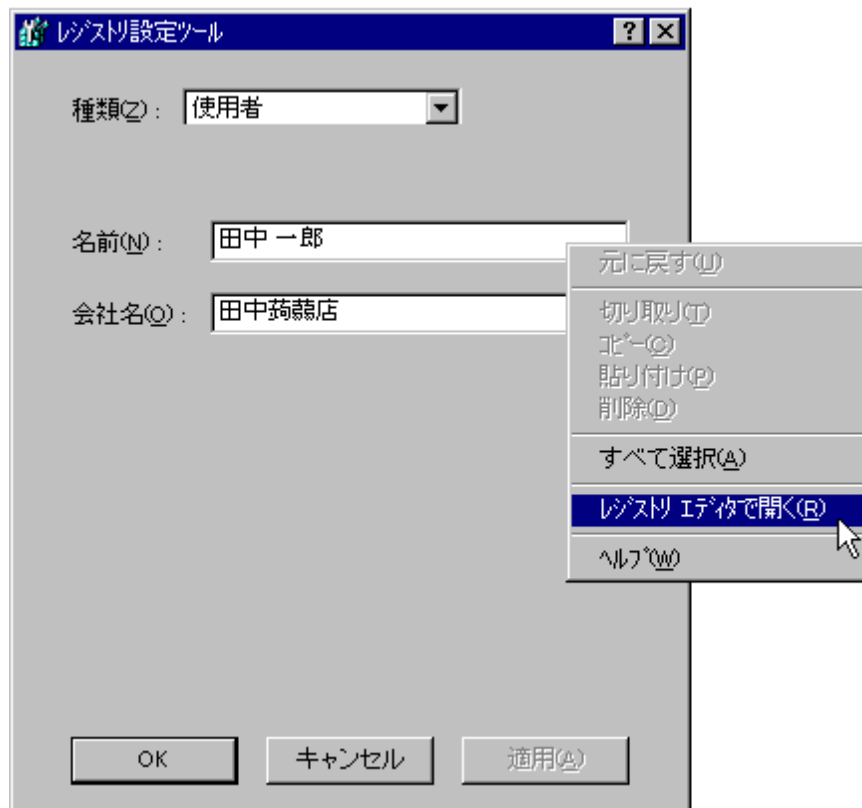 ﾚｼﾞｽﾄﾘ設定ﾂｰﾙ
種類(Z): 使用者
名前(N): 田中 一郎
会社名(O): 田中蒟蒻店
元に戻す(U)
切り取り(T)
ｺﾋﾟｰ(C)
貼り付け(P)
削除(D)
すべて選択(A)
ﾚｼﾞｽﾄﾘ ｴﾃﾞｨﾀで開く(R)
ﾍﾙﾌﾟ(W)
OK キャンセル 適用(A)